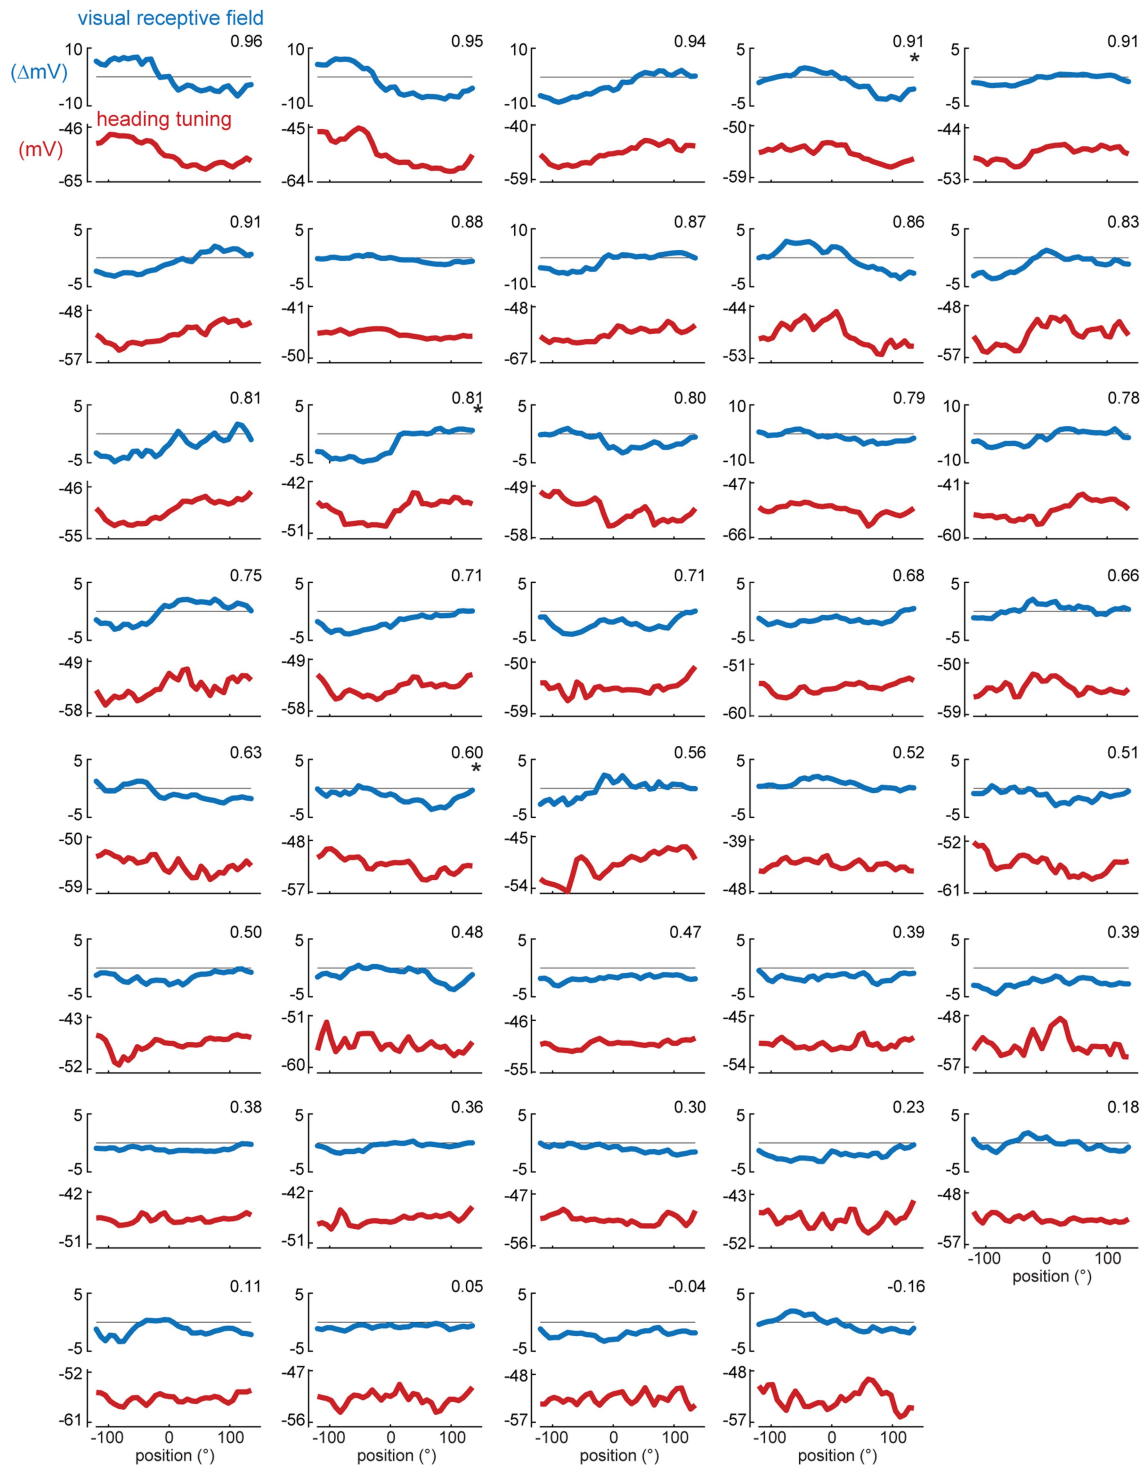 visual receptive field
(ΔmV)
heading tuning
(mV)
0.96 0.95 0.94 0.91 * 0.91
10 -10 10 -10 10 -10 5 -5 5 -5
-46 -65 -45 -64 -40 -59 -50 -59 -44 -53
0.91 0.88 0.87 0.86 0.83
5 -5 5 -5 10 -10 5 -5 5 -5
-48 -57 -41 -50 -48 -67 -44 -53 -48 -57
0.81 0.81 * 0.80 0.79 0.78
5 -5 5 -5 5 -5 10 -10 10 -10
-46 -55 -42 -51 -49 -58 -47 -66 -41 -60
0.75 0.71 0.71 0.68 0.66
5 -5 5 -5 5 -5 5 -5 5 -5
-49 -58 -49 -58 -50 -59 -51 -60 -50 -59
0.63 0.60 * 0.56 0.52 0.51
5 -5 5 -5 5 -5 5 -5 5 -5
-50 -59 -48 -57 -45 -54 -39 -48 -52 -61
0.50 0.48 0.47 0.39 0.39
5 -5 5 -5 5 -5 5 -5 5 -5
-43 -52 -51 -60 -46 -55 -45 -54 -48 -57
0.38 0.36 0.30 0.23 0.18
5 -5 5 -5 5 -5 5 -5 5 -5
-42 -51 -42 -51 -47 -56 -43 -52 -48 -57
-100 0 100
position (°)
0.11 0.05 -0.04 -0.16
5 -5 5 -5 5 -5 5 -5
-52 -61 -47 -56 -48 -57 -48 -57
-100 0 100 -100 0 100 -100 0 100 -100 0 100
position (°) position (°) position (°) position (°)